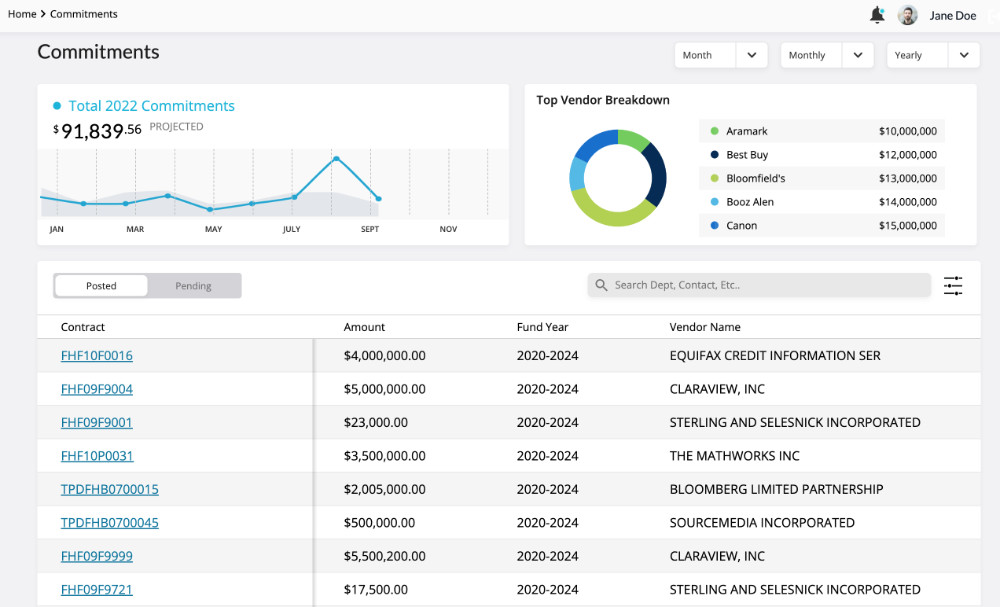 Home > Commitments
Jane Doe
Commitments
Month
Monthly
Yearly
Total 2022 Commitments
$91,839.56 PROJECTED
JAN MAR MAY JULY SEPT NOV
Top Vendor Breakdown
Aramark $10,000,000
Best Buy $12,000,000
Bloomfield's $13,000,000
Booz Alen $14,000,000
Canon $15,000,000
Posted Pending
Search Dept, Contact, Etc..
Contract Amount Fund Year Vendor Name
FHF10F0016 $4,000,000.00 2020-2024 EQUIFAX CREDIT INFORMATION SER
FHF09F9004 $5,000,000.00 2020-2024 CLARAVIEW, INC
FHF09F9001 $23,000.00 2020-2024 STERLING AND SELESNICK INCORPORATED
FHF10P0031 $3,500,000.00 2020-2024 THE MATHWORKS INC
TPDFHB0700015 $2,005,000.00 2020-2024 BLOOMBERG LIMITED PARTNERSHIP
TPDFHB0700045 $500,000.00 2020-2024 SOURCEMEDIA INCORPORATED
FHF09F9999 $5,500,200.00 2020-2024 CLARAVIEW, INC
FHF09F9721 $17,500.00 2020-2024 STERLING AND SELESNICK INCORPORATED